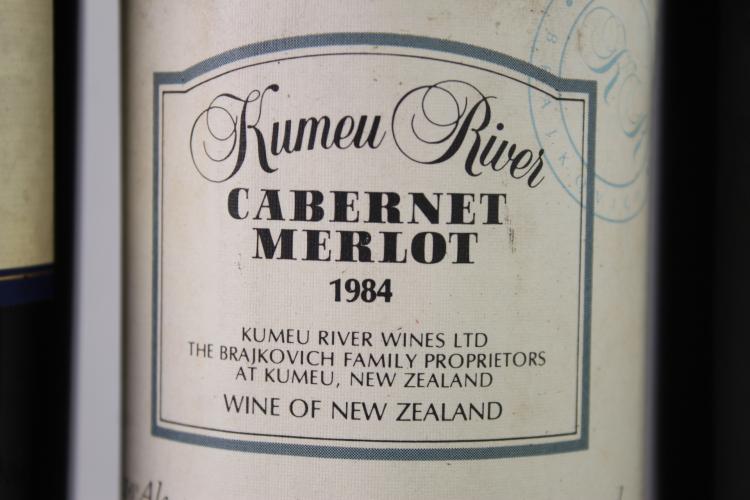 Kumeu River
CABERNET
MERLOT
1984
KUMEU RIVER WINES LTD
THE BRAJKOVICH FAMILY PROPRIETORS
AT KUMEU, NEW ZEALAND
WINE OF NEW ZEALAND